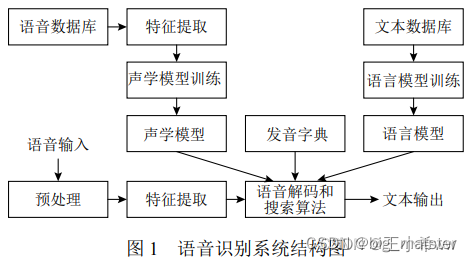 语音数据库
特征提取
文本数据库
声学模型训练
语言模型训练
语音输入
声学模型
发音字典
语言模型
预处理
特征提取
语音解码和
搜索算法
文本输出
图 1 语音识别系统结构图